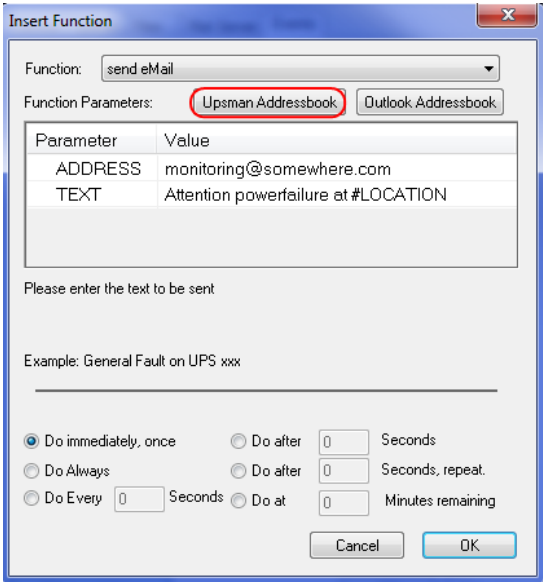 Insert Function
Function: send eMail
Function Parameters: Upsman Addressbook Outlook Addressbook
Parameter Value
ADDRESS monitoring@somewhere.com
TEXT Attention powerfailure at #LOCATION
Please enter the text to be sent
Example: General Fault on UPS xxx
Do immediately, once Do after 0 Seconds
Do Always Do after 0 Seconds, repeat.
Do Every 0 Seconds Do at 0 Minutes remaining
Cancel OK